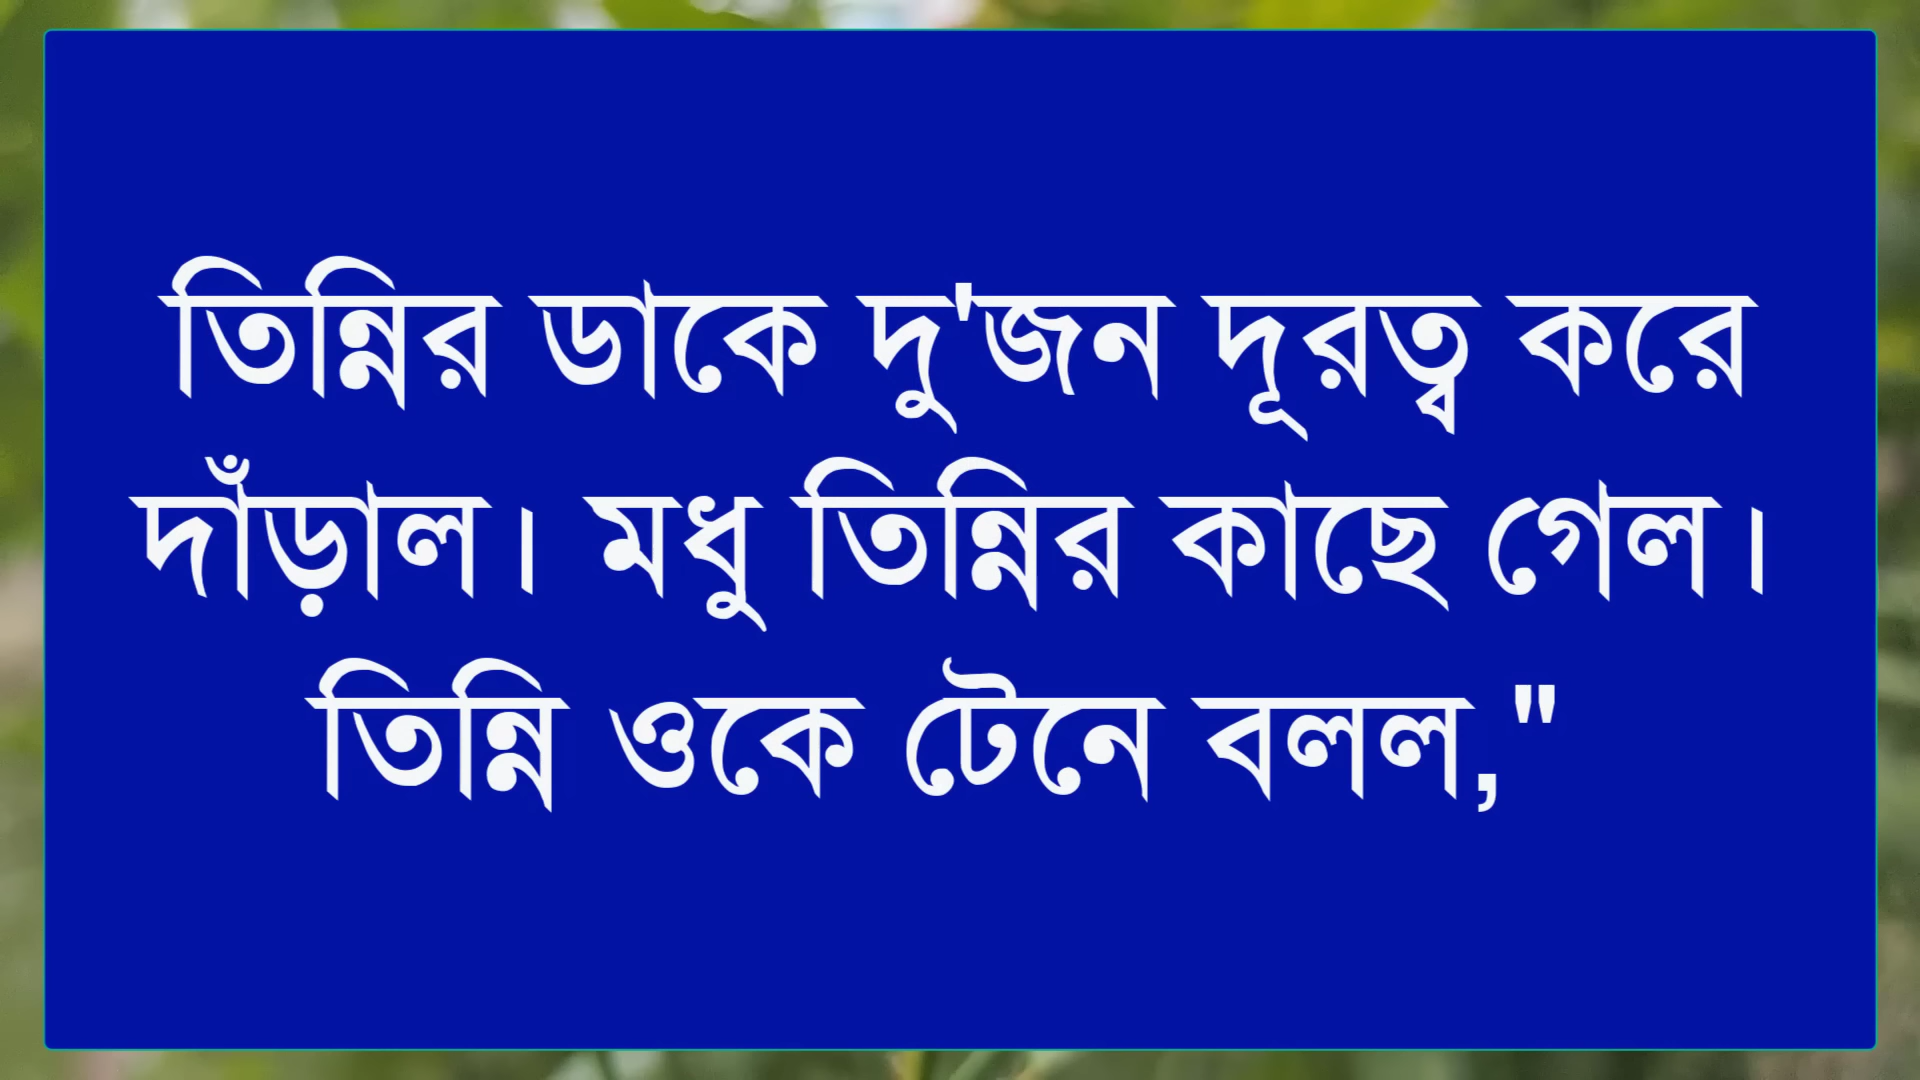 তিন্নির ডাকে দু'জন দূরত্ব করে
দাঁড়াল। মধু তিন্নির কাছে গেল।
তিন্নি ওকে টেনে বলল,"